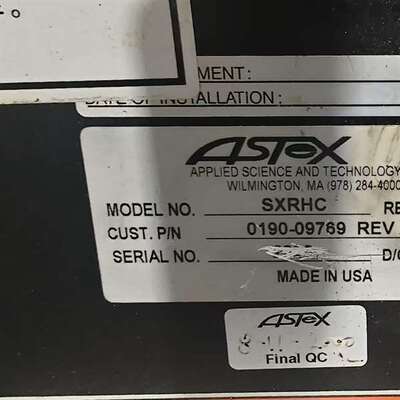 MENT:
DATE OF INSTALLATION:
ASTeX
APPLIED SCIENCE AND TECHNOLOGY
WILMINGTON, MA (978) 284-4000
MODEL NO. SXRHC RE
CUST. P/N 0190-09769 REV
SERIAL NO. D/C
MADE IN USA
ASTeX
Final QC